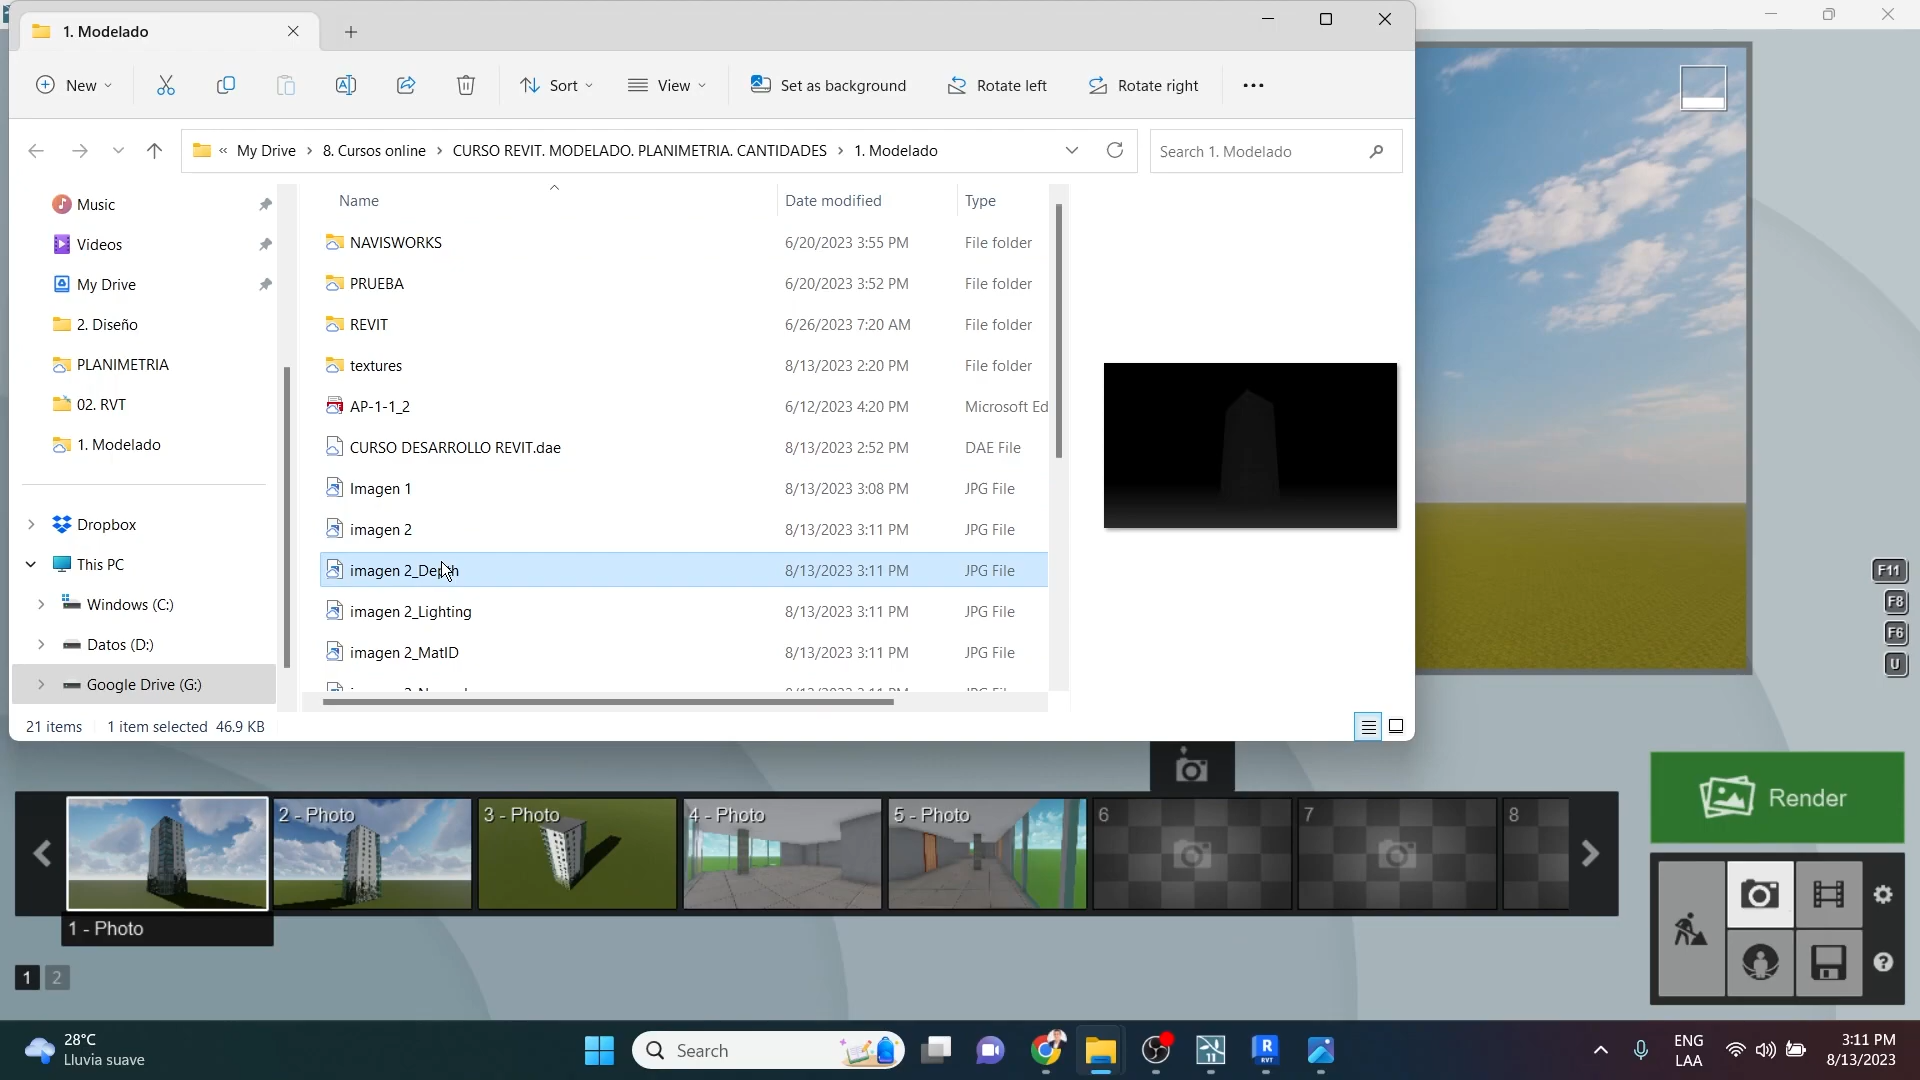 1. Modelado
New
Sort
View
Set as background
Rotate left
Rotate right
« My Drive › 8. Cursos online › CURSO REVIT. MODELADO. PLANIMETRIA. CANTIDADES › 1. Modelado
Search 1. Modelado
Music
Videos
My Drive
2. Diseño
PLANIMETRIA
02. RVT
1. Modelado
Dropbox
This PC
Windows (C:)
Datos (D:)
Google Drive (G:)
Name Date modified Type
NAVISWORKS 6/20/2023 3:55 PM File folder
PRUEBA 6/20/2023 3:52 PM File folder
REVIT 6/26/2023 7:20 AM File folder
textures 8/13/2023 2:20 PM File folder
AP-1-1_2 6/12/2023 4:20 PM Microsoft Ed
CURSO DESARROLLO REVIT.dae 8/13/2023 2:52 PM DAE File
Imagen 1 8/13/2023 3:08 PM JPG File
imagen 2 8/13/2023 3:11 PM JPG File
imagen 2_Depth 8/13/2023 3:11 PM JPG File
imagen 2_Lighting 8/13/2023 3:11 PM JPG File
imagen 2_MatID 8/13/2023 3:11 PM JPG File
21 items 1 item selected 46.9 KB
F11
F8
F6
U
Render
2 - Photo
3 - Photo
4 - Photo
5 - Photo
6
7
8
1 - Photo
1 2
28°C
Lluvia suave
Search
11
R
RVT
ENG
LAA
3:11 PM
8/13/2023